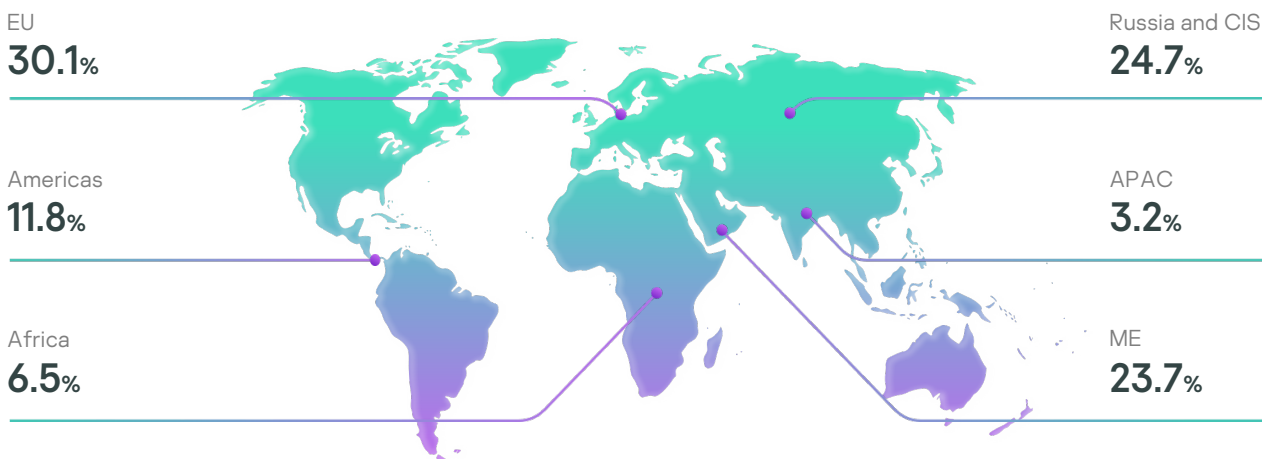 EU
30.1%
Americas
11.8%
Africa
6.5%
Russia and CIS
24.7%
APAC
3.2%
ME
23.7%